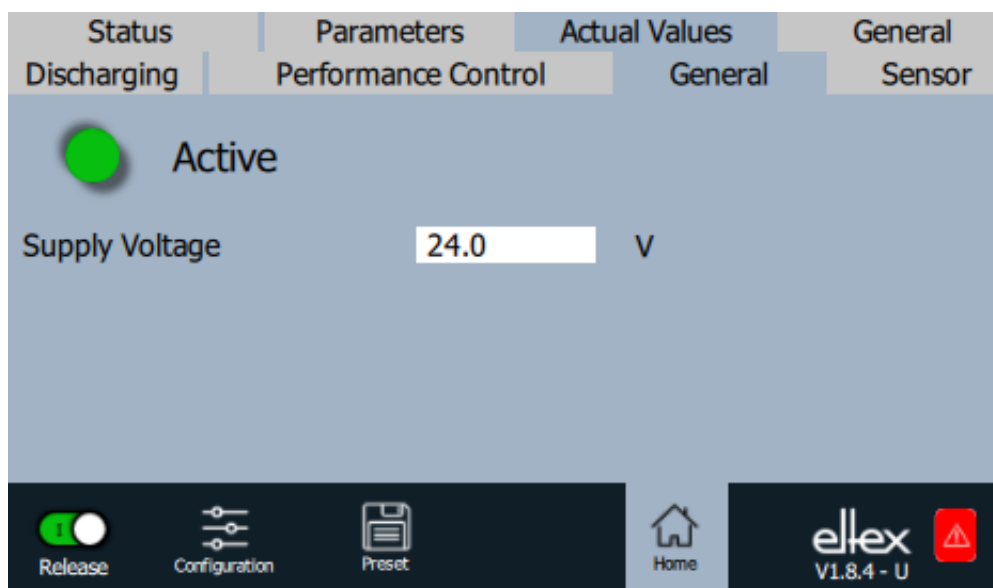 Status Parameters Actual Values General
Discharging Performance Control General Sensor
Active
Supply Voltage 24.0 V
I
Release Configuration Preset Home eltex
V1.8.4 - U